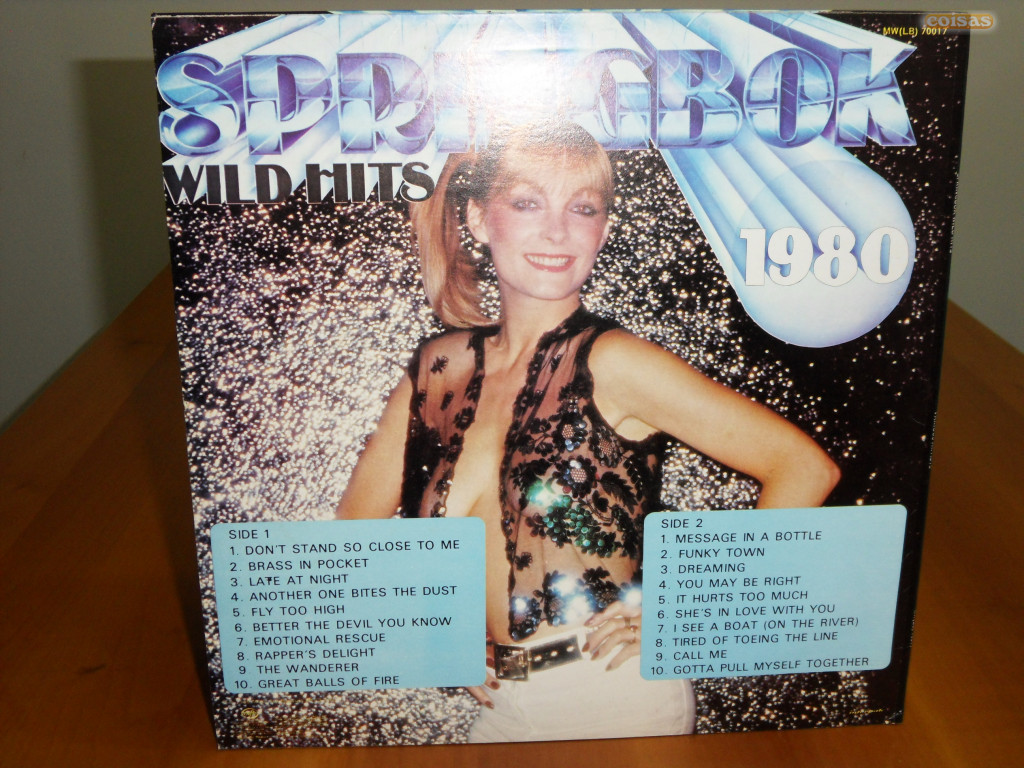 coisas
MW(LB) 70017
SPRINGBOK
WILD HITS
1980
SIDE 1
1. DON'T STAND SO CLOSE TO ME
2. BRASS IN POCKET
3. LATE AT NIGHT
4. ANOTHER ONE BITES THE DUST
5. FLY TOO HIGH
6. BETTER THE DEVIL YOU KNOW
7. EMOTIONAL RESCUE
8. RAPPER'S DELIGHT
9 THE WANDERER
10. GREAT BALLS OF FIRE
SIDE 2
1. MESSAGE IN A BOTTLE
2. FUNKY TOWN
3. DREAMING
4. YOU MAY BE RIGHT
5. IT HURTS TOO MUCH
6. SHE'S IN LOVE WITH YOU
7. I SEE A BOAT (ON THE RIVER)
8. TIRED OF TOEING THE LINE
9. CALL ME
10. GOTTA PULL MYSELF TOGETHER